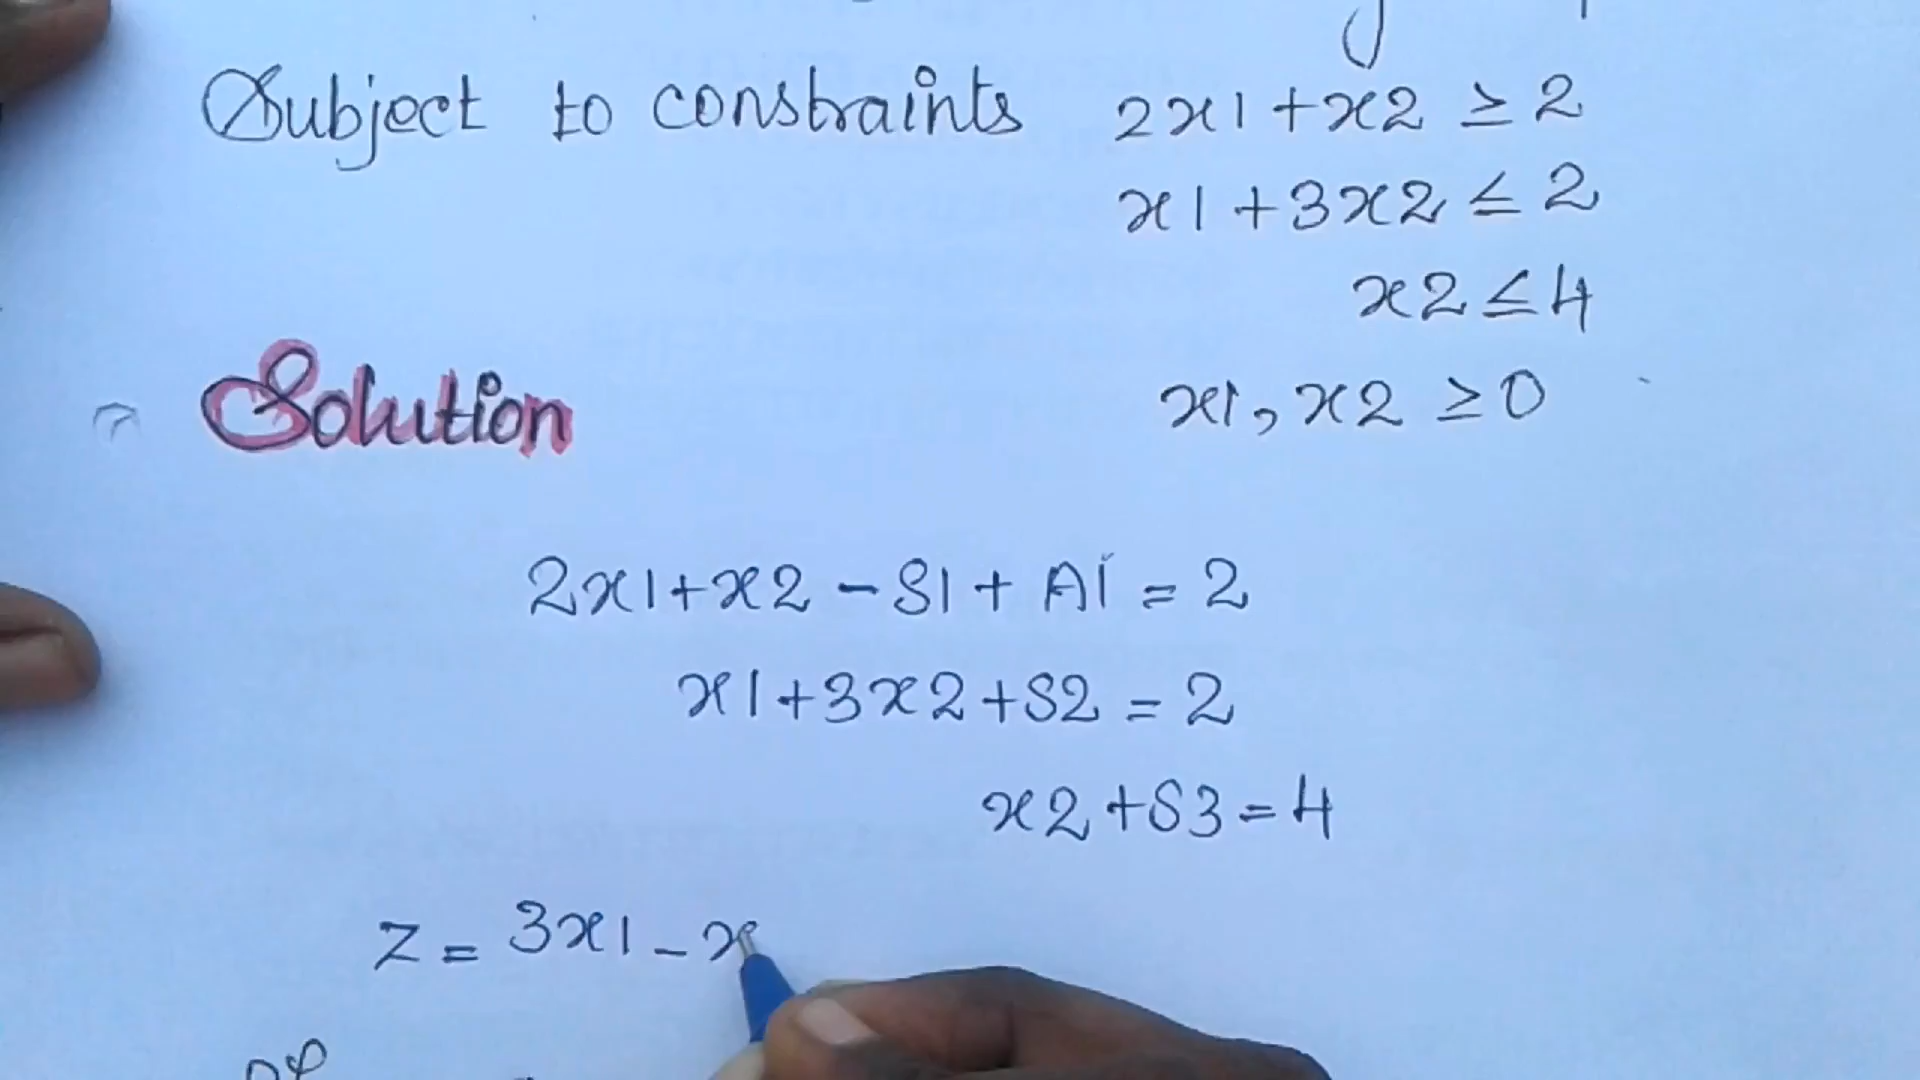 Subject to constraints 2x1+x2 ≥ 2
x1+3x2 ≤ 2
x2 ≤ 4
x1, x2 ≥ 0
Solution
2x1+x2 - S1 + A1 = 2
x1+3x2+S2 = 2
x2+S3 = 4
Z = 3x1 - x